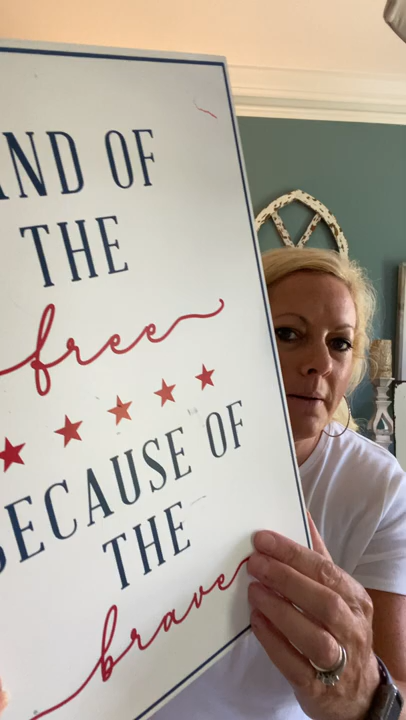 AND OF
THE
free
BECAUSE OF
THE
brave